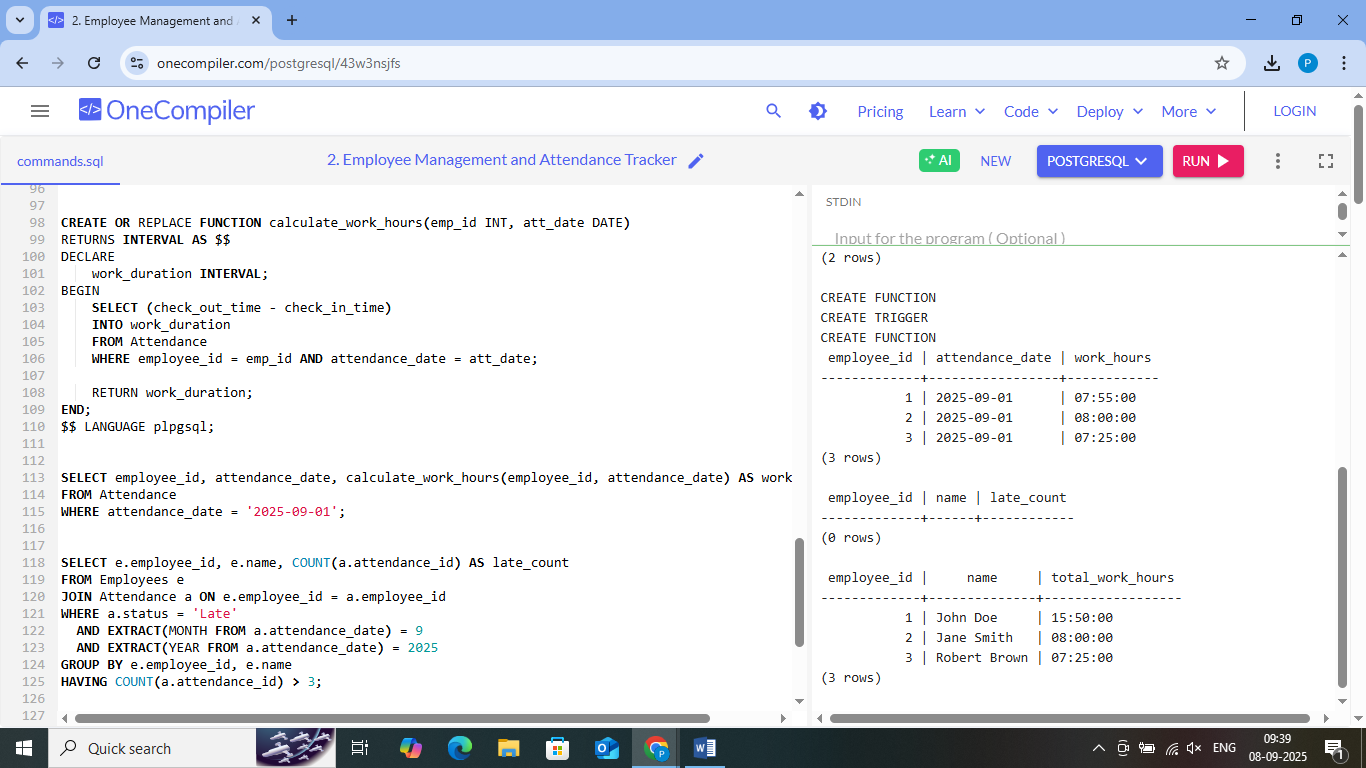 2. Employee Management and
onecompiler.com/postgresql/43w3nsjfs
P
</> OneCompiler
Pricing
Learn
Code
Deploy
More
LOGIN
commands.sql
2. Employee Management and Attendance Tracker
AI
NEW
POSTGRESQL
RUN
96
97
98 CREATE OR REPLACE FUNCTION calculate_work_hours(emp_id INT, att_date DATE)
99 RETURNS INTERVAL AS $$
100 DECLARE
101     work_duration INTERVAL;
102 BEGIN
103     SELECT (check_out_time - check_in_time)
104     INTO work_duration
105     FROM Attendance
106     WHERE employee_id = emp_id AND attendance_date = att_date;
107
108     RETURN work_duration;
109 END;
110 $$ LANGUAGE plpgsql;
111
112
113 SELECT employee_id, attendance_date, calculate_work_hours(employee_id, attendance_date) AS work
114 FROM Attendance
115 WHERE attendance_date = '2025-09-01';
116
117
118 SELECT e.employee_id, e.name, COUNT(a.attendance_id) AS late_count
119 FROM Employees e
120 JOIN Attendance a ON e.employee_id = a.employee_id
121 WHERE a.status = 'Late'
122   AND EXTRACT(MONTH FROM a.attendance_date) = 9
123   AND EXTRACT(YEAR FROM a.attendance_date) = 2025
124 GROUP BY e.employee_id, e.name
125 HAVING COUNT(a.attendance_id) > 3;
126
127
STDIN
Input for the program ( Optional )
(2 rows)
CREATE FUNCTION
CREATE TRIGGER
CREATE FUNCTION
 employee_id | attendance_date | work_hours
-------------+-----------------+------------
           1 | 2025-09-01      | 07:55:00
           2 | 2025-09-01      | 08:00:00
           3 | 2025-09-01      | 07:25:00
(3 rows)
 employee_id | name | late_count
-------------+------+------------
(0 rows)
 employee_id |     name     | total_work_hours
-------------+--------------+------------------
           1 | John Doe     | 15:50:00
           2 | Jane Smith   | 08:00:00
           3 | Robert Brown | 07:25:00
(3 rows)
Quick search
ENG
09:39
08-09-2025
1